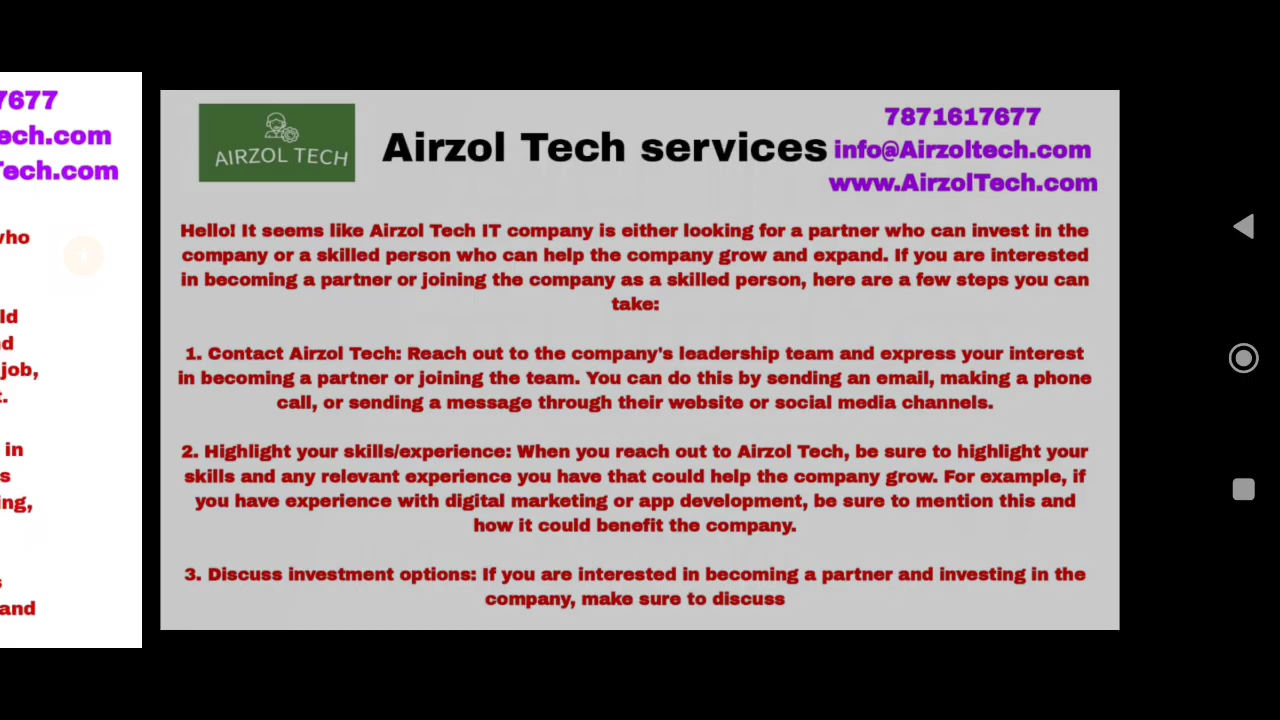 7677
ech.com
Tech.com
who
ld
nd
job,
t.
in
s
ing,
s
and
AIRZOL TECH
Airzol Tech services
7871617677
info@Airzoltech.com
www.AirzolTech.com
Hello! It seems like Airzol Tech IT company is either looking for a partner who can invest in the
company or a skilled person who can help the company grow and expand. If you are interested
in becoming a partner or joining the company as a skilled person, here are a few steps you can
take:
1. Contact Airzol Tech: Reach out to the company's leadership team and express your interest
in becoming a partner or joining the team. You can do this by sending an email, making a phone
call, or sending a message through their website or social media channels.
2. Highlight your skills/experience: When you reach out to Airzol Tech, be sure to highlight your
skills and any relevant experience you have that could help the company grow. For example, if
you have experience with digital marketing or app development, be sure to mention this and
how it could benefit the company.
3. Discuss investment options: If you are interested in becoming a partner and investing in the
company, make sure to discuss